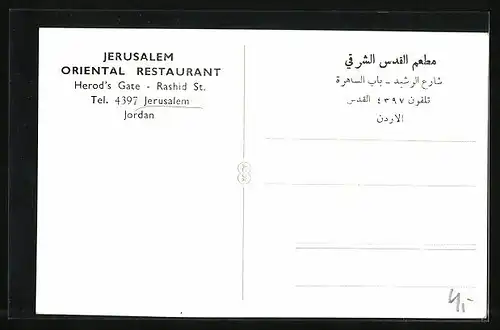 JERUSALEM
ORIENTAL RESTAURANT
Herod's Gate - Rashid St.
Tel. 4397 Jerusalem
Jordan
مطعم القدس الشرقي
شارع الرشيد - باب الساهرة
تلفون ٤٣٩٧ القدس
الاردن
4,-